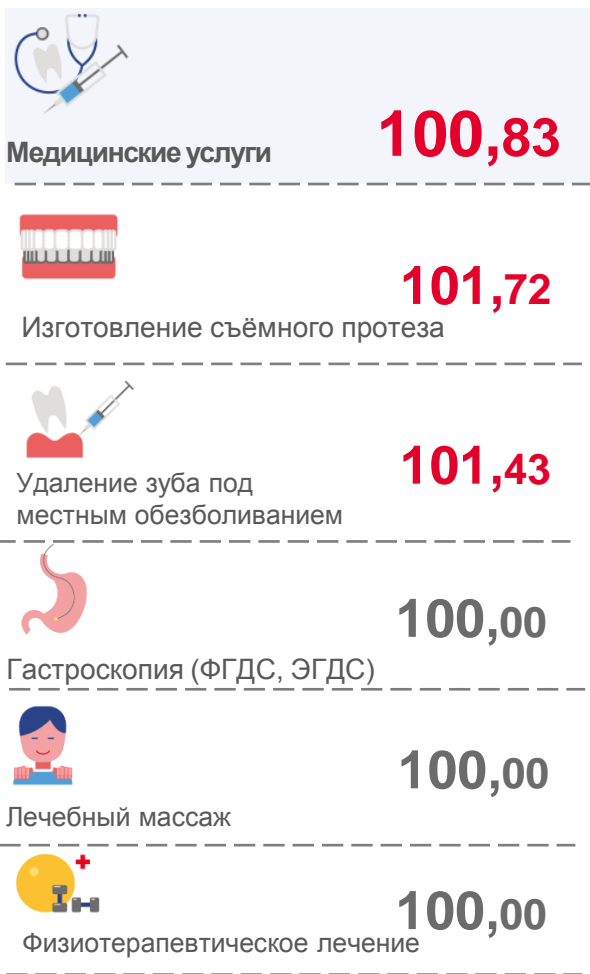 100,83
Медицинские услуги
101,72
Изготовление съёмного протеза
101,43
Удаление зуба под
местным обезболиванием
100,00
Гастроскопия (ФГДС, ЭГДС)
100,00
Лечебный массаж
100,00
Физиотерапевтическое лечение